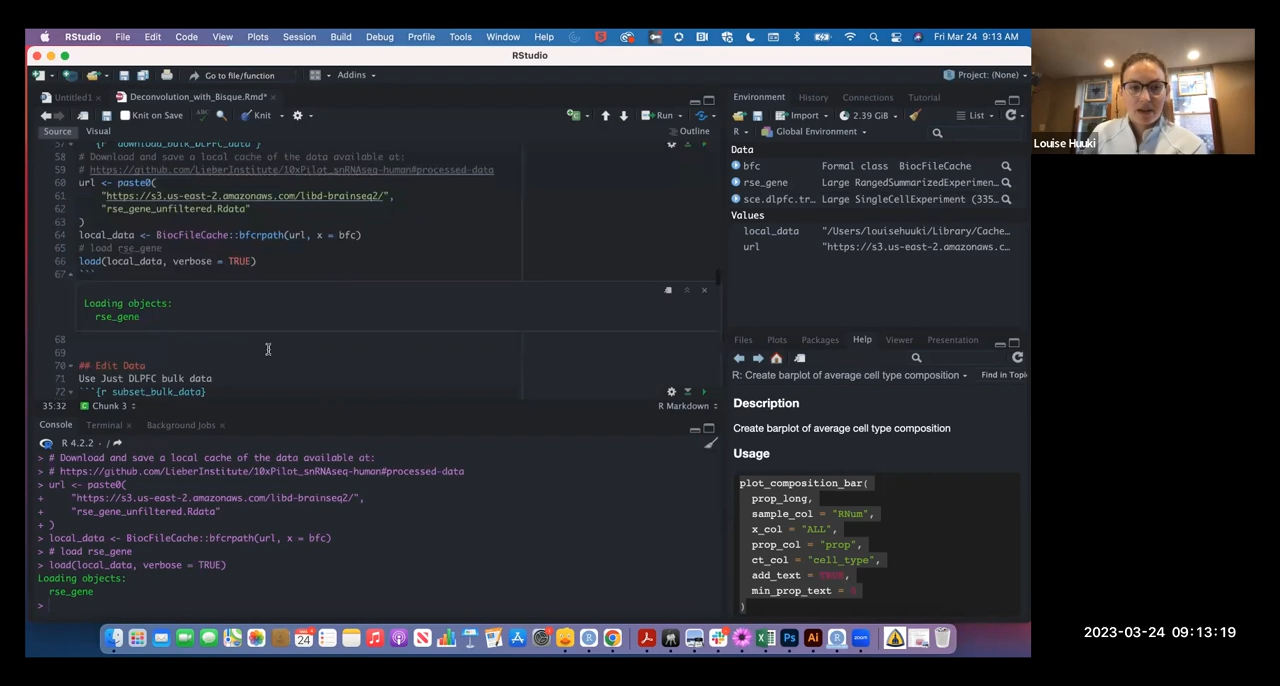 RStudio File Edit Code View Plots Session Build Debug Profile Tools Window Help Fri Mar 24 9:13 AM
RStudio
Go to file/function Addins Project: (None)
Untitled1 Deconvolution_with_Bisque.Rmd*
Knit on Save Knit Run
Source Visual Outline
57 ```{r "download_bulk_DLPFC_data"}
58 # Download and save a local cache of the data available at:
59 # https://github.com/LieberInstitute/10xPilot_snRNAseq-human#processed-data
60 url <- paste0(
61 "https://s3.us-east-2.amazonaws.com/libd-brainseq2/",
62 "rse_gene_unfiltered.Rdata"
63 )
64 local_data <- BiocFileCache::bfcrpath(url, x = bfc)
65 # load rse_gene
66 load(local_data, verbose = TRUE)
67 ```
Loading objects:
rse_gene
68
69
70 ## Edit Data
71 Use Just DLPFC bulk data
72 ```{r subset_bulk_data}
35:32 Chunk 3 R Markdown
Console Terminal Background Jobs
R 4.2.2 · /
> # Download and save a local cache of the data available at:
> # https://github.com/LieberInstitute/10xPilot_snRNAseq-human#processed-data
> url <- paste0(
+ "https://s3.us-east-2.amazonaws.com/libd-brainseq2/",
+ "rse_gene_unfiltered.Rdata"
+ )
> local_data <- BiocFileCache::bfcrpath(url, x = bfc)
> # load rse_gene
> load(local_data, verbose = TRUE)
Loading objects:
rse_gene
>
Environment History Connections Tutorial
Import 2.39 GiB List
R Global Environment
Data
bfc Formal class BiocFileCache
rse_gene Large RangedSummarizedExperimen…
sce.dlpfc.tr… Large SingleCellExperiment (335…
Values
local_data "/Users/louisehuuki/Library/Cache…
url "https://s3.us-east-2.amazonaws.c…
Files Plots Packages Help Viewer Presentation
R: Create barplot of average cell type composition Find in Topi
Description
Create barplot of average cell type composition
Usage
plot_composition_bar(
prop_long,
sample_col = "RNum",
x_col = "ALL",
prop_col = "prop",
ct_col = "cell_type",
add_text = TRUE,
min_prop_text = 0
)
Louise Huuki
2023-03-24 09:13:19